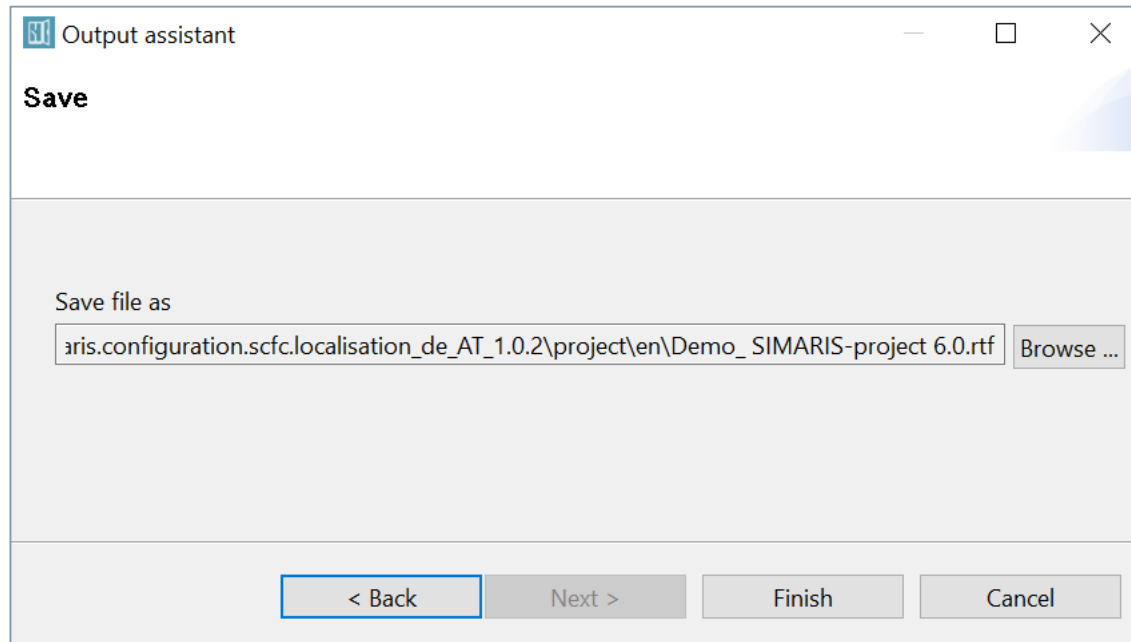 Output assistant
Save
Save file as
aris.configuration.scfc.localisation_de_AT_1.0.2\project\en\Demo_ SIMARIS-project 6.0.rtf
Browse ...
< Back
Next >
Finish
Cancel